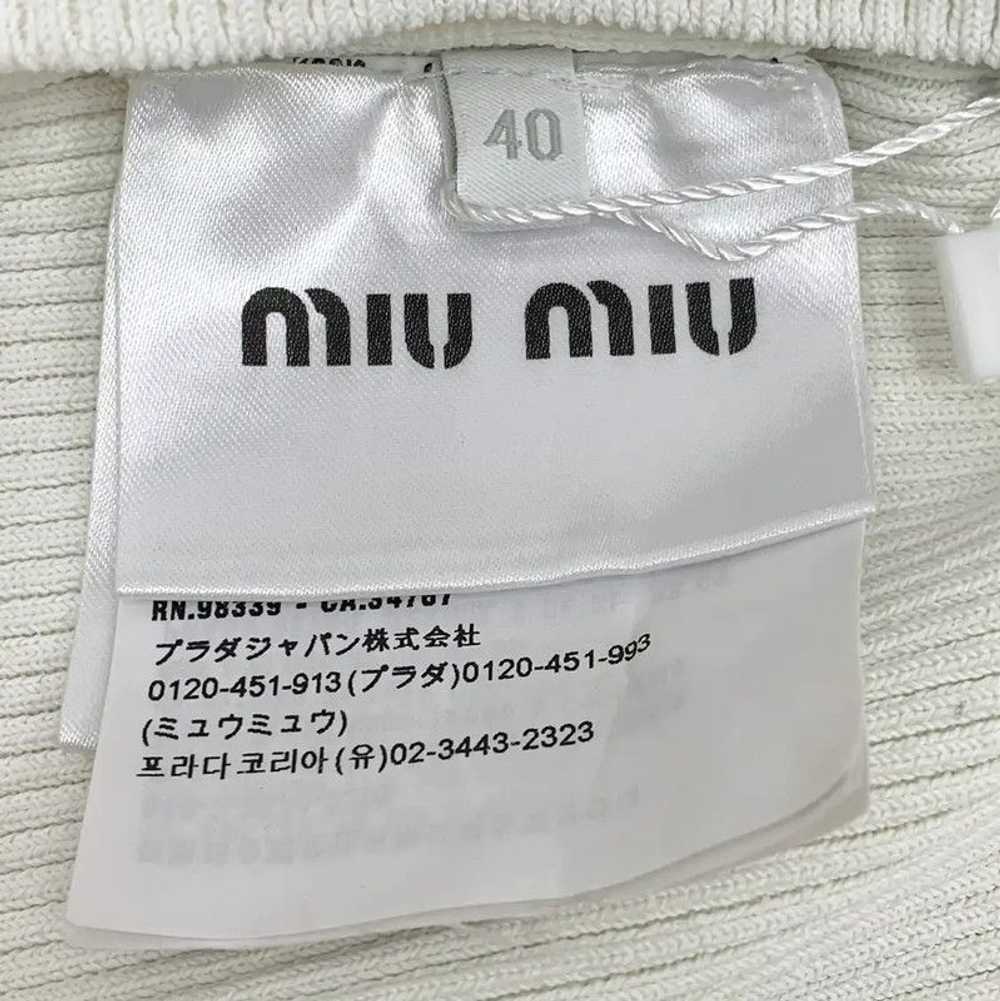 40
miu miu
RN.98339 - CA.34767
プラダジャパン株式会社
0120-451-913(プラダ)0120-451-993
(ミュウミュウ)
프라다코리아(유)02-3443-2323